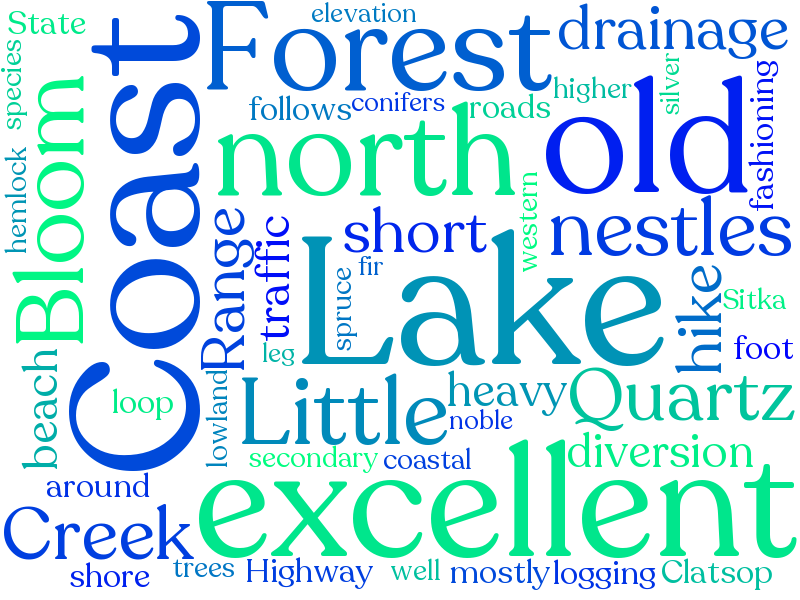 State
elevation
Forest
drainage
species
Coast
follows
conifers
roads
higher
silver
fashioning
Bloom
north
old
hemlock
western
nestles
short
Range
traffic
fir
spruce
Lake
hike
Sitka
leg
foot
beach
loop
lowland
Little
heavy
noble
Quartz
secondary
coastal
diversion
around
excellent
Creek
shore
trees
Highway
well
mostly
logging
Clatsop